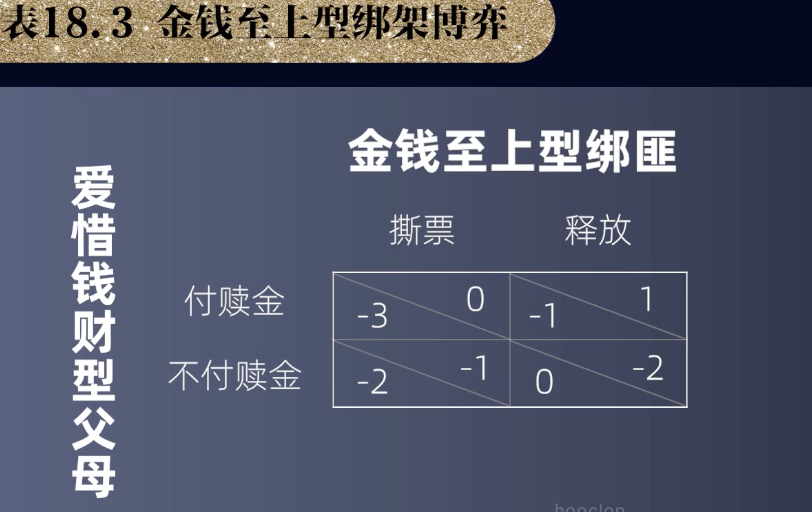 表18.3 金钱至上型绑架博弈
金钱至上型绑匪
爱惜钱财型父母
撕票 释放
付赎金 -3 0 -1 1
不付赎金 -2 -1 0 -2